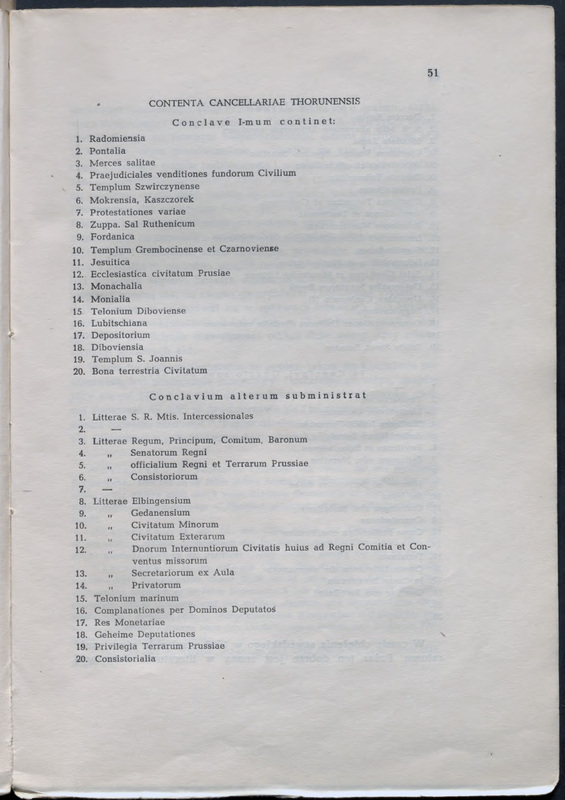 51
CONTENTA CANCELLARIAE THORUNENSIS
Conclave I-mum continet:
1. Radomiensia
2. Pontalia
3. Merces salitae
4. Praejudiciales venditiones fundorum Civilium
5. Templum Szwirczynense
6. Mokrensia, Kaszczorek
7. Protestationes variae
8. Zuppa. Sal Ruthenicum
9. Fordanica
10. Templum Grembocinense et Czarnoviense
11. Jesuitica
12. Ecclesiastica civitatum Prusiae
13. Monachalia
14. Monialia
15 Telonium Diboviense
16. Lubitschiana
17. Depositorium
18. Diboviensia
19. Templum S. Joannis
20. Bona terrestria Civitatum
Conclavium alterum subministrat
1. Litterae S. R. Mtis. Intercessionales
2. —
3. Litterae Regum, Principum, Comitum, Baronum
4. „ Senatorum Regni
5. „ officialium Regni et Terrarum Prussiae
6. „ Consistoriorum
7. —
8. Litterae Elbingensium
9. „ Gedanensium
10. „ Civitatum Minorum
11. „ Civitatum Exterarum
12. „ Dnorum Internuntiorum Civitatis huius ad Regni Comitia et Con-
ventus missorum
13. „ Secretariorum ex Aula
14. „ Privatorum
15. Telonium marinum
16. Complanationes per Dominos Deputatos
17. Res Monetariae
18. Geheime Deputationes
19. Privilegia Terrarum Prussiae
20. Consistorialia